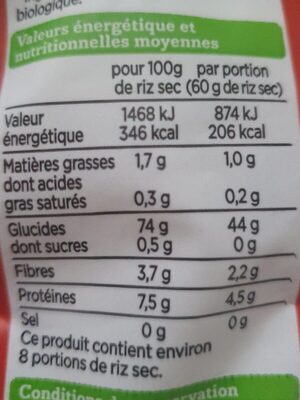 biologique.
Valeurs énergétique et
nutritionnelles moyennes
pour 100g par portion
de riz sec (60 g de riz sec)
Valeur 1468 kJ 874 kJ
énergétique 346 kcal 206 kcal
Matières grasses 1,7 g 1,0 g
dont acides
gras saturés 0,3 g 0,2 g
Glucides 74 g 44 g
dont sucres 0,5 g 0 g
Fibres 3,7 g 2,2 g
Protéines 7,5 g 4,5 g
Sel 0 g 0 g
Ce produit contient environ
8 portions de riz sec.